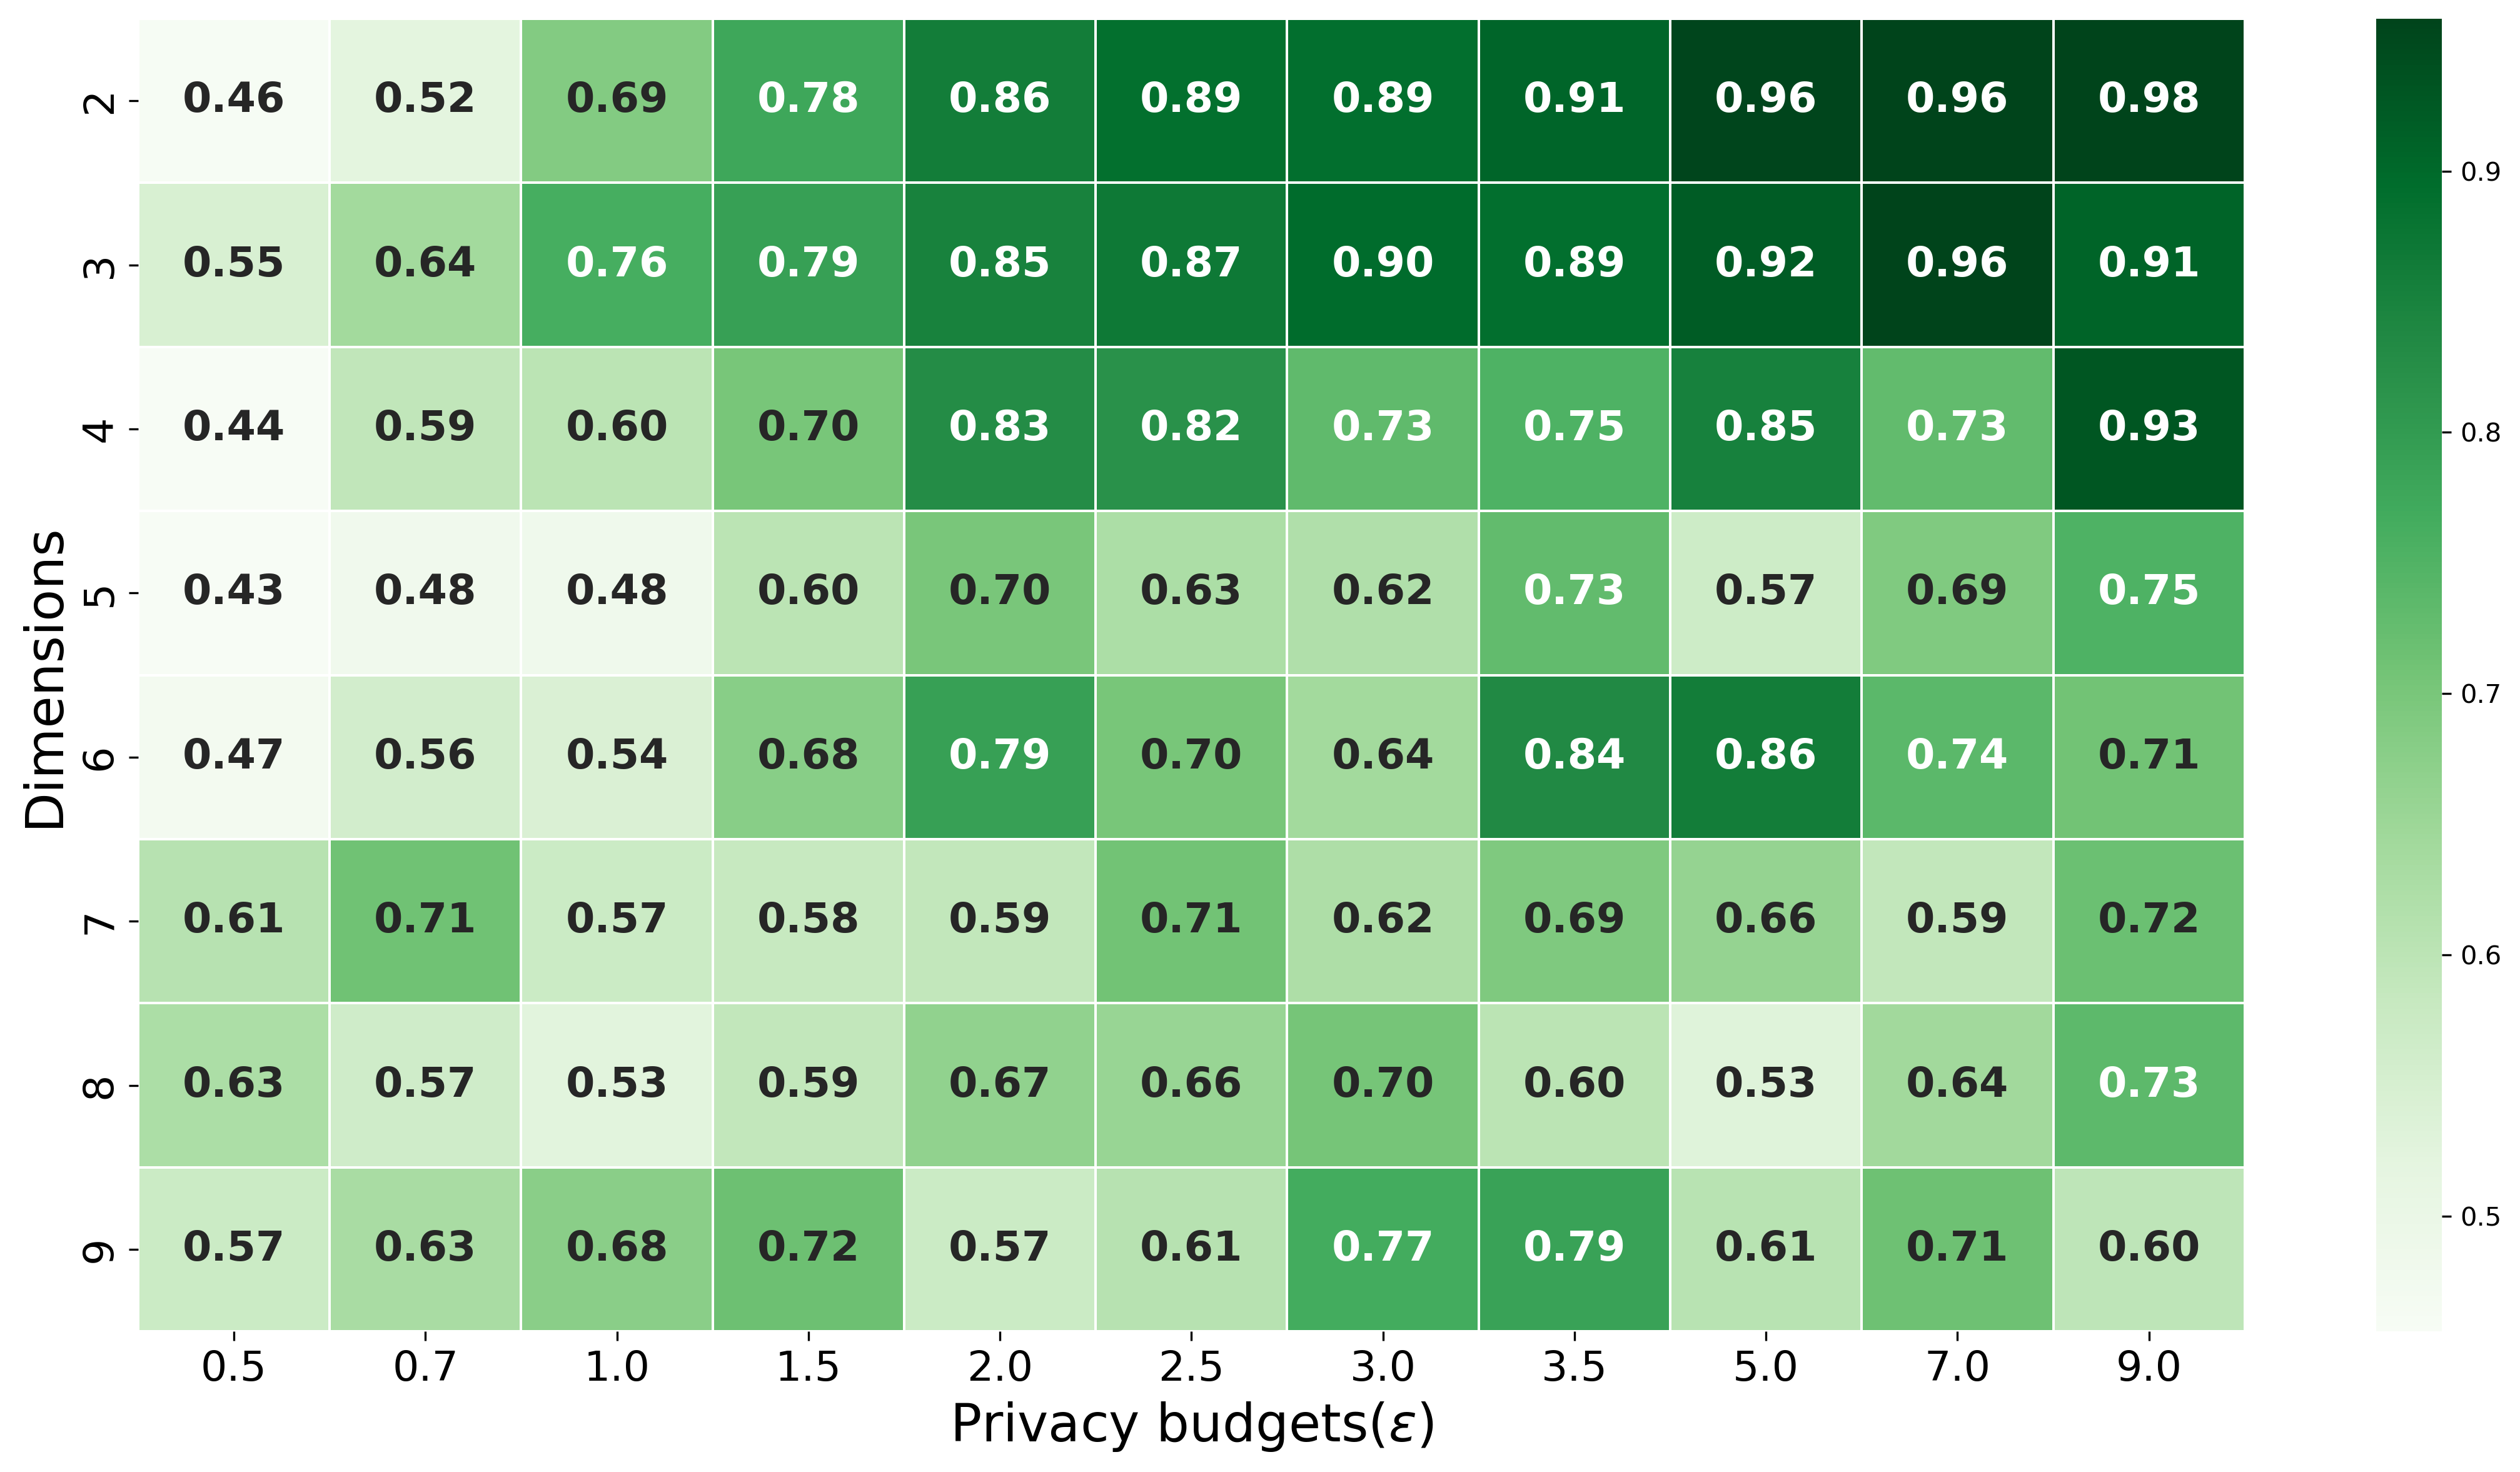 2 0.46 0.52 0.69 0.78 0.86 0.89 0.89 0.91 0.96 0.96 0.98
3 0.55 0.64 0.76 0.79 0.85 0.87 0.90 0.89 0.92 0.96 0.91
4 0.44 0.59 0.60 0.70 0.83 0.82 0.73 0.75 0.85 0.73 0.93
5 0.43 0.48 0.48 0.60 0.70 0.63 0.62 0.73 0.57 0.69 0.75
6 0.47 0.56 0.54 0.68 0.79 0.70 0.64 0.84 0.86 0.74 0.71
7 0.61 0.71 0.57 0.58 0.59 0.71 0.62 0.69 0.66 0.59 0.72
8 0.63 0.57 0.53 0.59 0.67 0.66 0.70 0.60 0.53 0.64 0.73
9 0.57 0.63 0.68 0.72 0.57 0.61 0.77 0.79 0.61 0.71 0.60
0.5 0.7 1.0 1.5 2.0 2.5 3.0 3.5 5.0 7.0 9.0
Privacy budgets(ε)
Dimensions
0.9
0.8
0.7
0.6
0.5